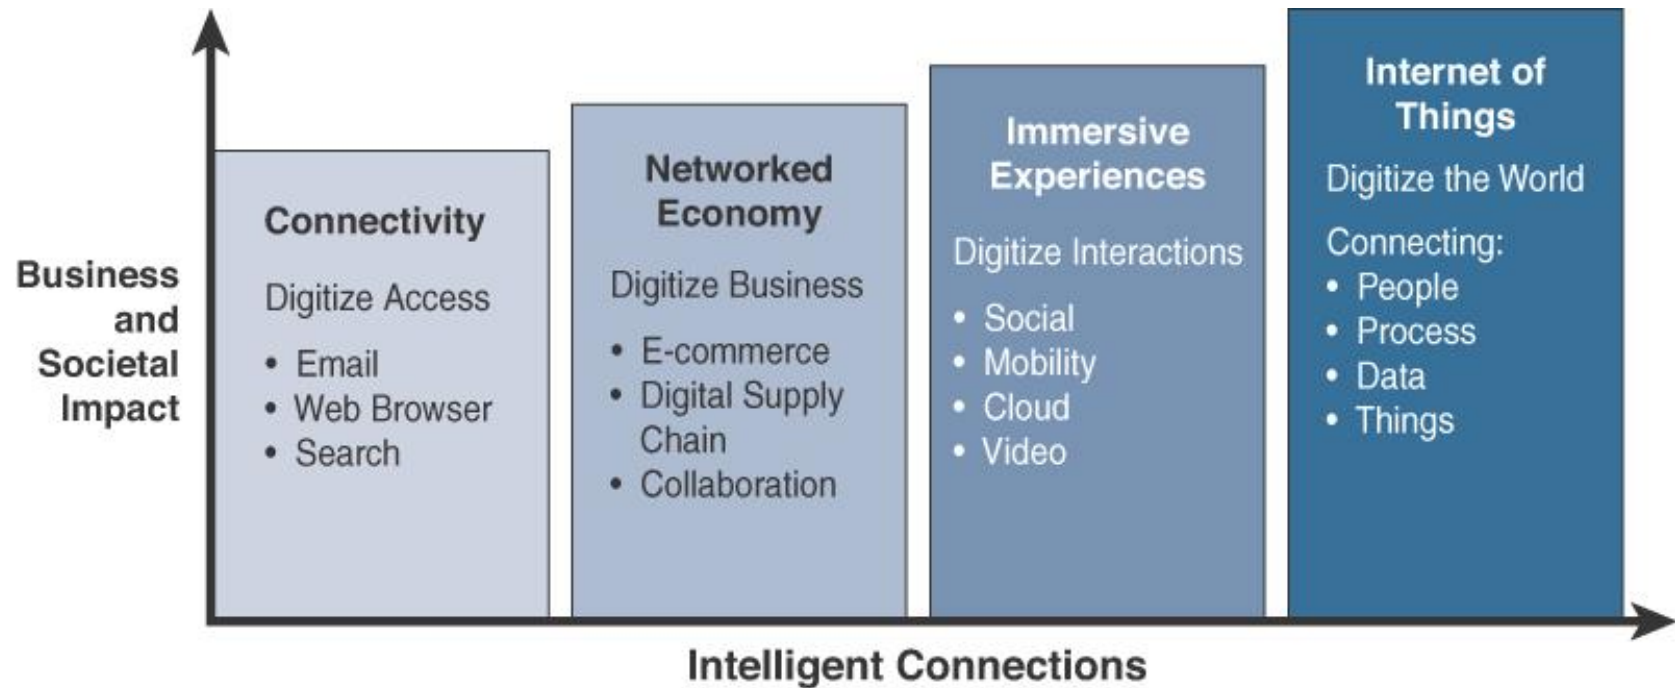 Business
and
Societal
Impact
Connectivity
Digitize Access
• Email
• Web Browser
• Search
Networked
Economy
Digitize Business
• E-commerce
• Digital Supply
Chain
• Collaboration
Immersive
Experiences
Digitize Interactions
• Social
• Mobility
• Cloud
• Video
Internet of
Things
Digitize the World
Connecting:
• People
• Process
• Data
• Things
Intelligent Connections